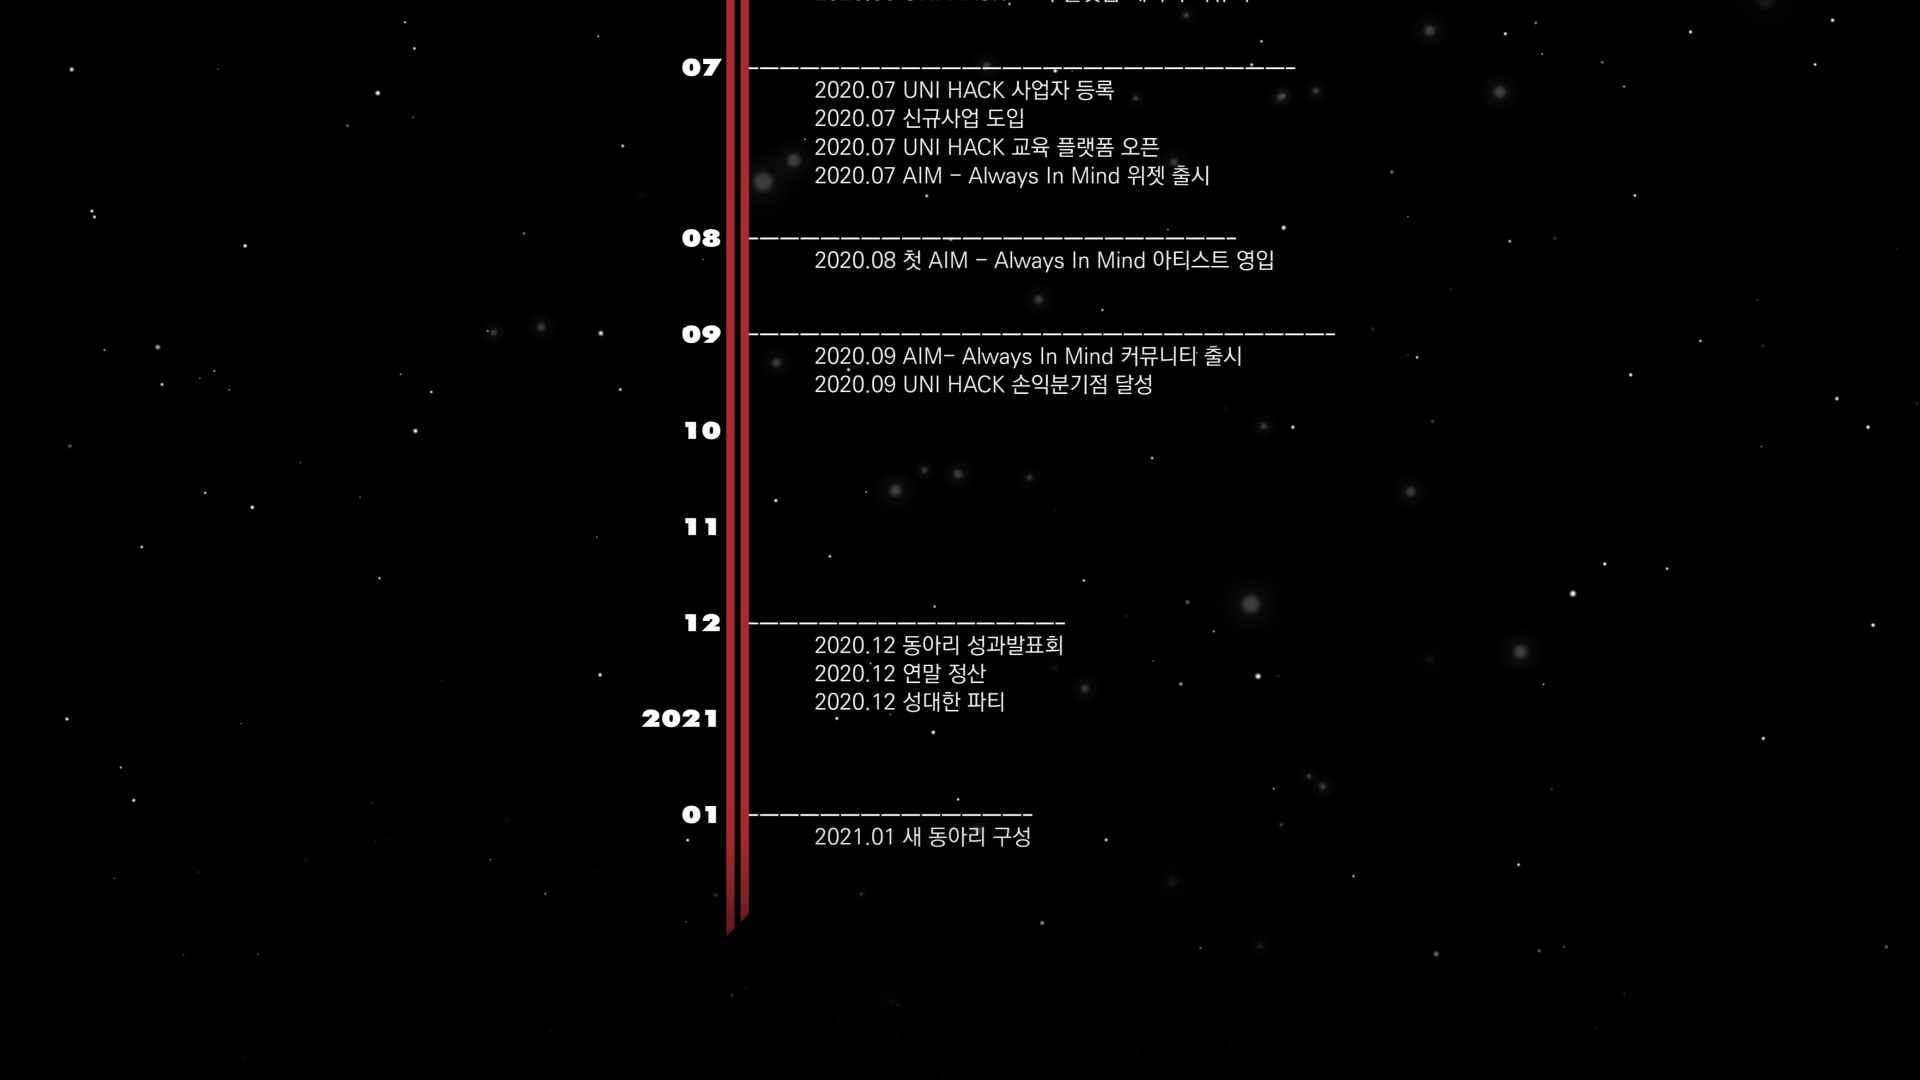 07
2020.07 UNI HACK 사업자 등록
2020.07 신규사업 도입
2020.07 UNI HACK 교육 플랫폼 오픈
2020.07 AIM - Always In Mind 위젯 출시
08
2020.08 첫 AIM - Always In Mind 아티스트 영입
09
2020.09 AIM- Always In Mind 커뮤니티 출시
2020.09 UNI HACK 손익분기점 달성
10
11
12
2020.12 동아리 성과발표회
2020.12 연말 정산
2020.12 성대한 파티
2021
01
2021.01 새 동아리 구성